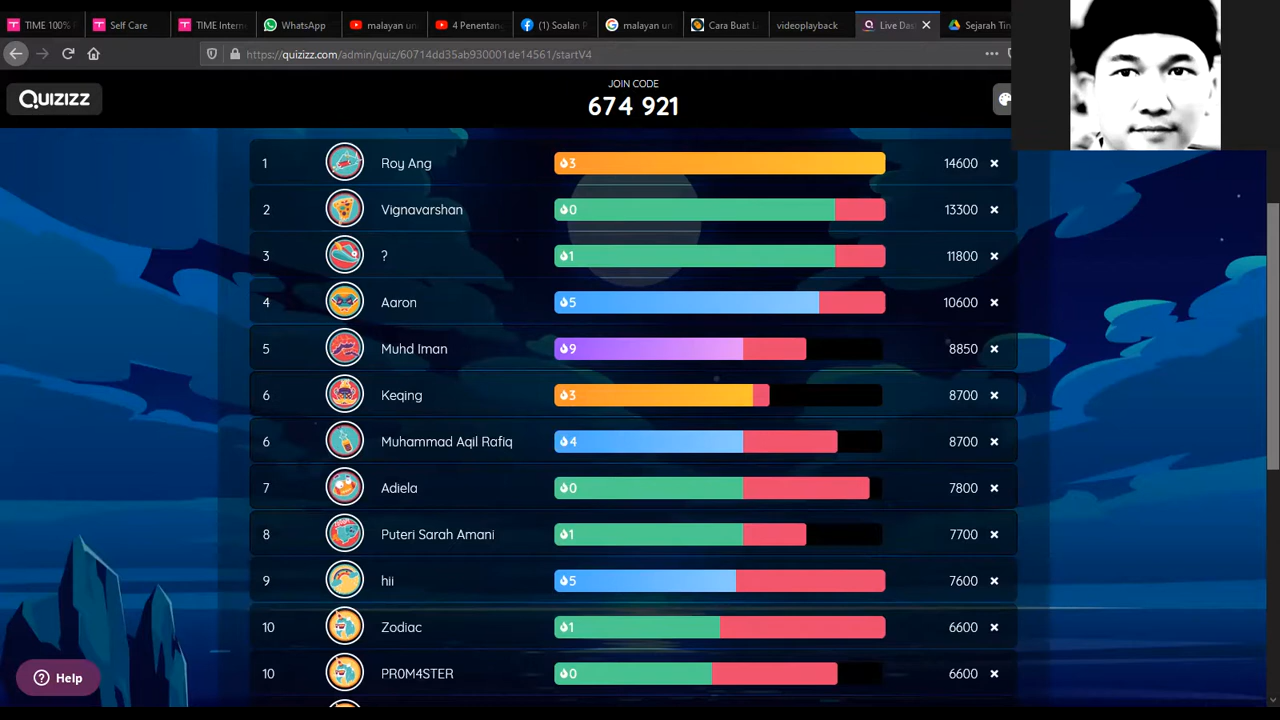 TIME 100%
Self Care
TIME Intern
WhatsApp
malayan un
4 Penentang
(1) Soalan P
malayan un
Cara Buat L
videoplayback
Live Das
Sejarah Tin
https://quizizz.com/admin/quiz/60714dd35ab930001de14561/startV4
QUIZIZZ
JOIN CODE
674 921
1 Roy Ang 3 14600
2 Vignavarshan 0 13300
3 ? 1 11800
4 Aaron 5 10600
5 Muhd Iman 9 8850
6 Keqing 3 8700
6 Muhammad Aqil Rafiq 4 8700
7 Adiela 0 7800
8 Puteri Sarah Amani 1 7700
9 hii 5 7600
10 Zodiac 1 6600
10 PR0M4STER 0 6600
Help